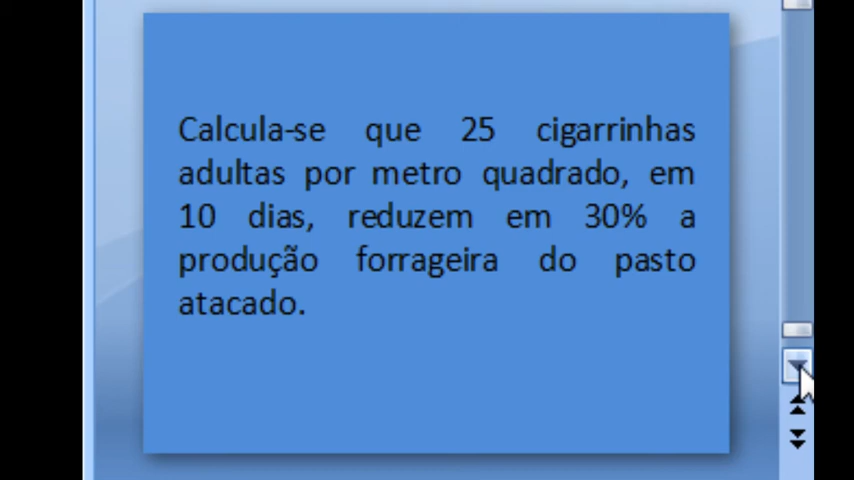 Calcula-se que 25 cigarrinhas
adultas por metro quadrado, em
10 dias, reduzem em 30% a
produção forrageira do pasto
atacado.